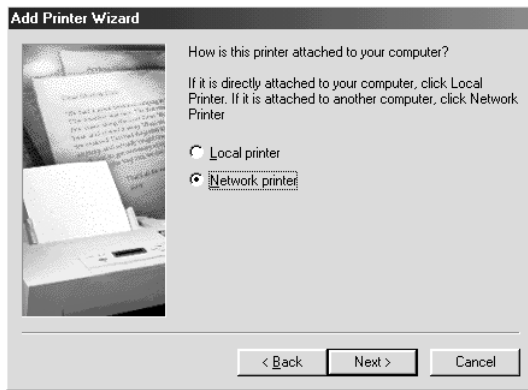 Add Printer Wizard
How is this printer attached to your computer?
If it is directly attached to your computer, click Local
Printer. If it is attached to another computer, click Network
Printer
Local printer
Network printer
< Back
Next >
Cancel